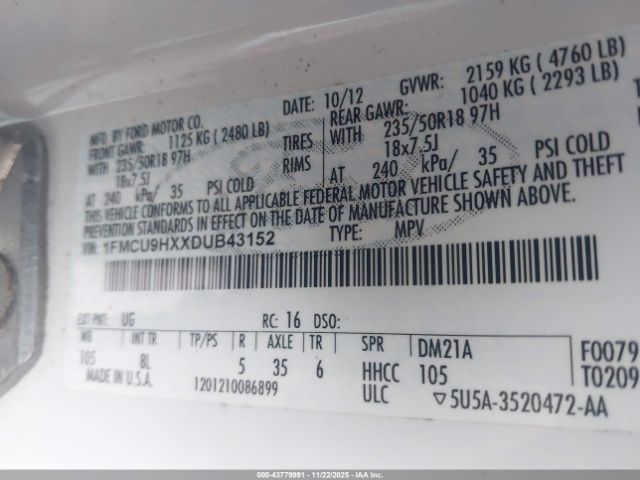 MFD. BY FORD MOTOR CO. DATE: 10/12 GVWR: 2159 KG ( 4760 LB)
FRONT GAWR: 1125 KG ( 2480 LB) REAR GAWR: 1040 KG ( 2293 LB)
WITH 235/50R18 97H TIRES WITH 235/50R18 97H
18x7.5J RIMS 18x7.5J
AT 240 kPa/ 35 PSI COLD AT 240 kPa/ 35 PSI COLD
THIS VEHICLE CONFORMS TO ALL APPLICABLE FEDERAL MOTOR VEHICLE SAFETY AND THEFT
PREVENTION STANDARDS IN EFFECT ON THE DATE OF MANUFACTURE SHOWN ABOVE.
VIN: 1FMCU9HXXDUB43152 TYPE: MPV
EXT PNT: UG RC: 16 DSO:
WB INT TR TP/PS R AXLE TR SPR DM21A F0079
105 8L 5 35 6 HHCC 105 T0209
MADE IN U.S.A. 1201210086899 ULC ▽5U5A-3520472-AA
000-43779991 - 11/22/2025 - IAA Inc.